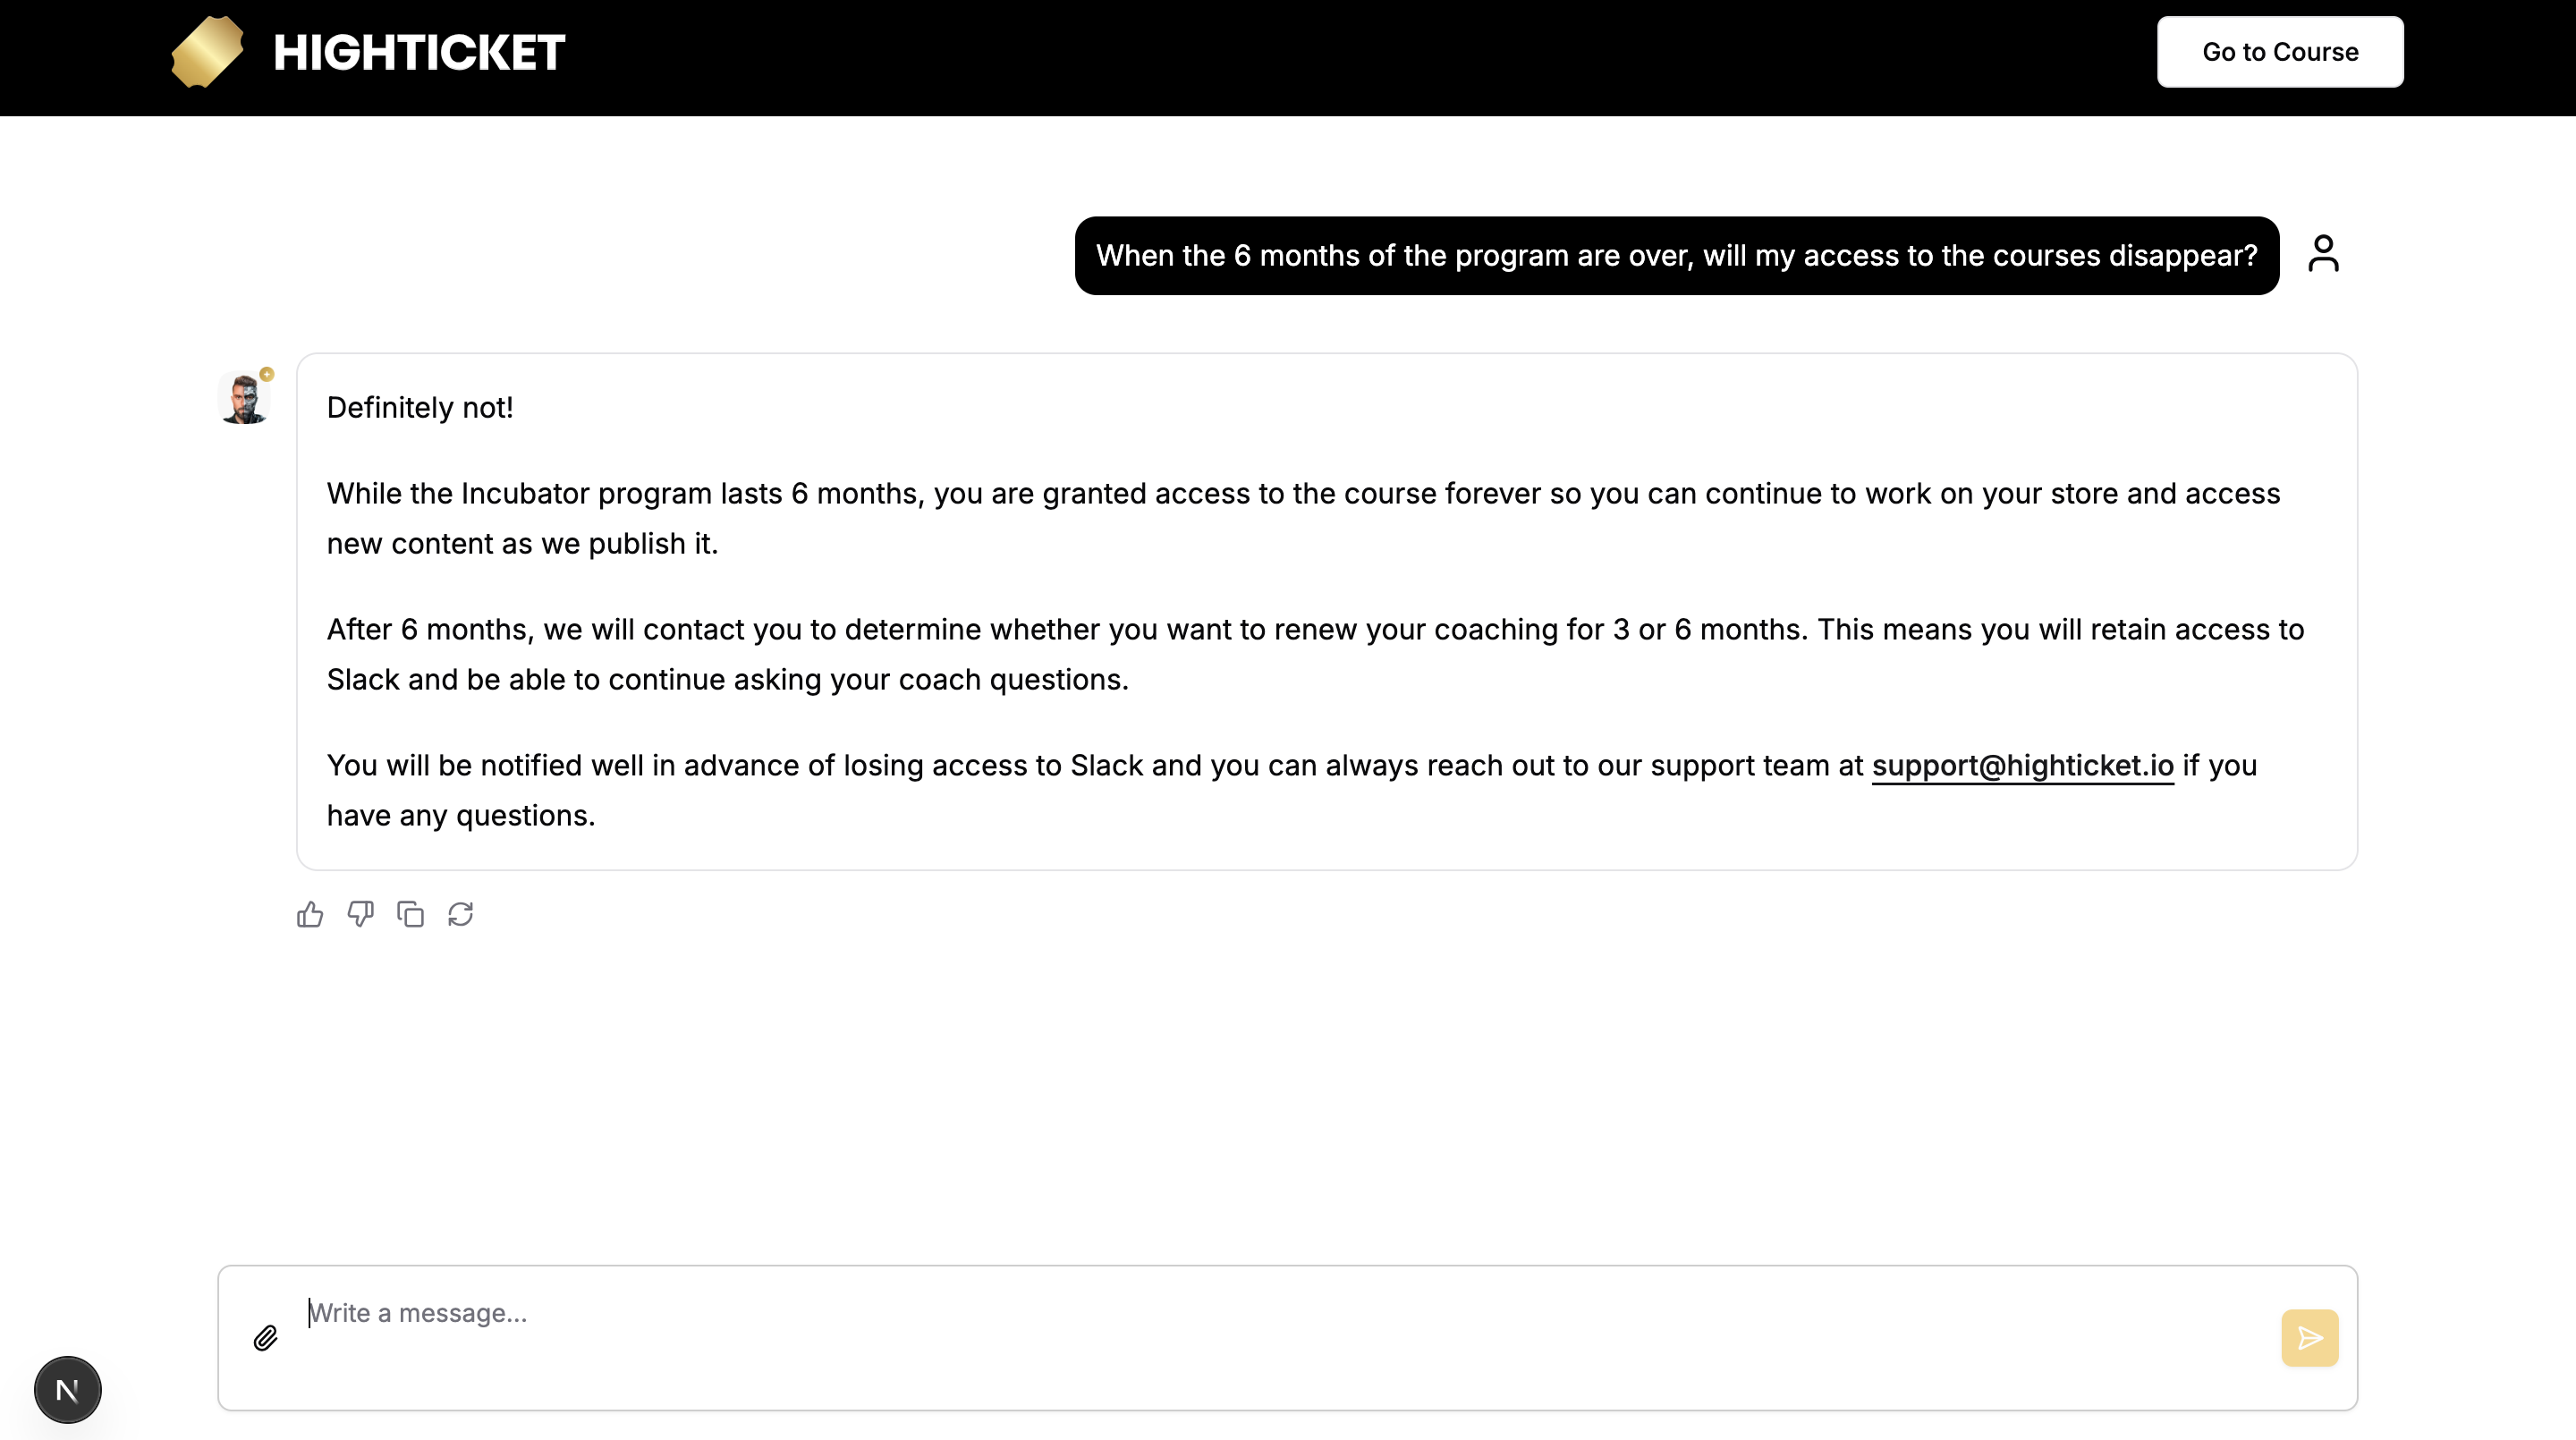 HIGHTICKET
Go to Course
When the 6 months of the program are over, will my access to the courses disappear?
Definitely not!
While the Incubator program lasts 6 months, you are granted access to the course forever so you can continue to work on your store and access
new content as we publish it.
After 6 months, we will contact you to determine whether you want to renew your coaching for 3 or 6 months. This means you will retain access to
Slack and be able to continue asking your coach questions.
You will be notified well in advance of losing access to Slack and you can always reach out to our support team at support@highticket.io if you
have any questions.
Write a message...
N